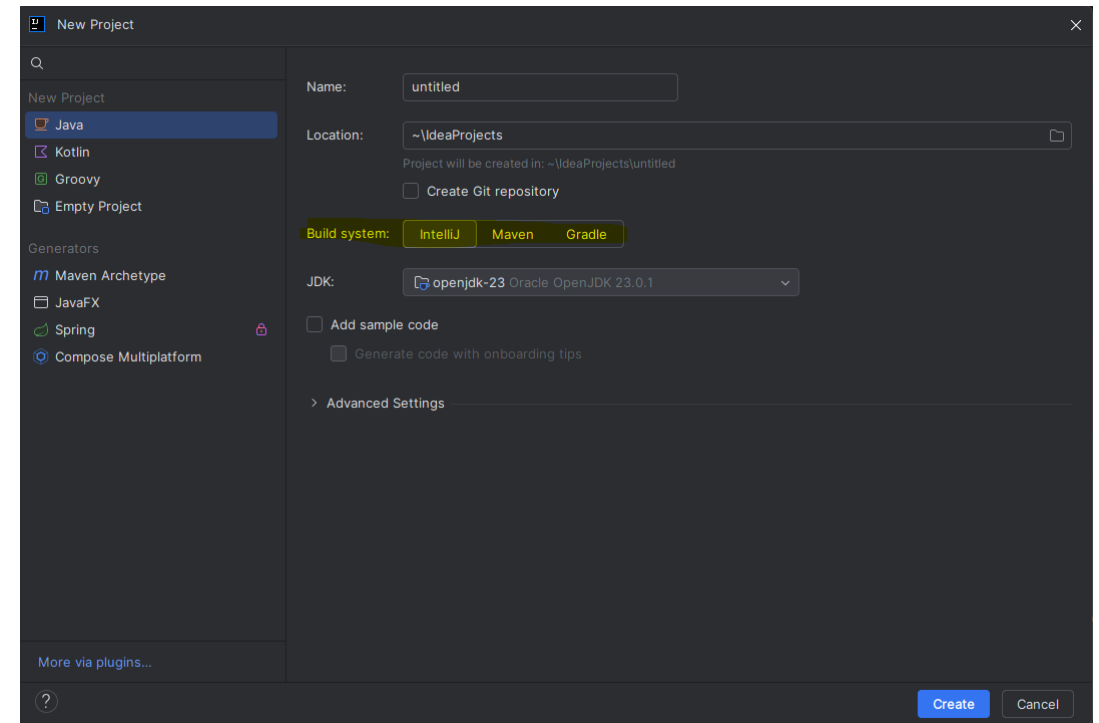 New Project
New Project
Java
Kotlin
Groovy
Empty Project
Generators
Maven Archetype
JavaFX
Spring
Compose Multiplatform
More via plugins...
Name: untitled
Location: ~\IdeaProjects
Project will be created in: ~\IdeaProjects\untitled
Create Git repository
Build system: IntelliJ Maven Gradle
JDK: openjdk-23 Oracle OpenJDK 23.0.1
Add sample code
Generate code with onboarding tips
Advanced Settings
? Create Cancel